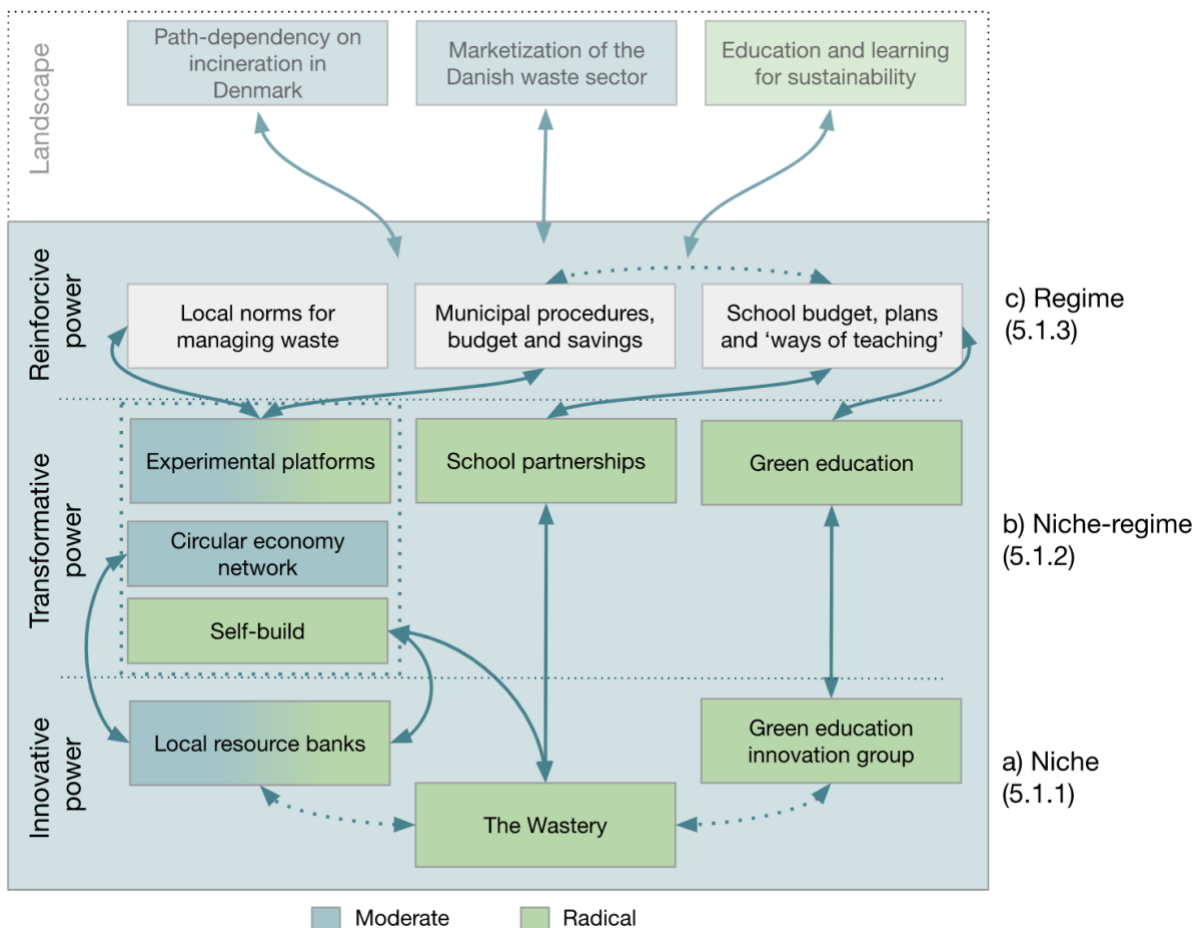 Landscape
Path-dependency on
incineration in
Denmark
Marketization of the
Danish waste sector
Education and learning
for sustainability
Reinforcive
power
Local norms for
managing waste
Municipal procedures,
budget and savings
School budget, plans
and ‘ways of teaching’
c) Regime
(5.1.3)
Transformative
power
Experimental platforms
School partnerships
Green education
Circular economy
network
Self-build
b) Niche-regime
(5.1.2)
Innovative
power
Local resource banks
Green education
innovation group
The Wastery
a) Niche
(5.1.1)
Moderate
Radical